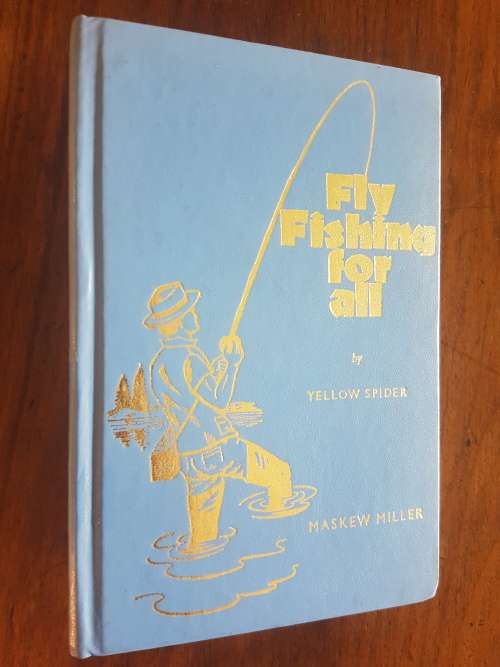 Fly
Fishing
for
all
by
YELLOW SPIDER
MASKEW MILLER